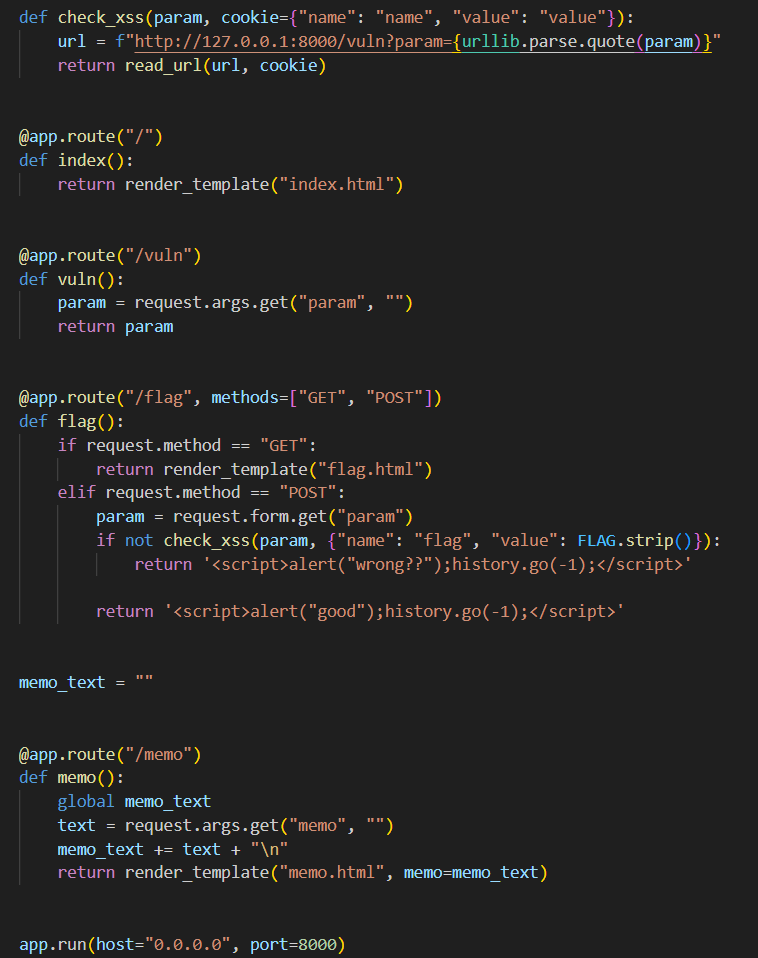 def check_xss(param, cookie={"name": "name", "value": "value"}):
    url = f"http://127.0.0.1:8000/vuln?param={urllib.parse.quote(param)}"
    return read_url(url, cookie)
@app.route("/")
def index():
    return render_template("index.html")
@app.route("/vuln")
def vuln():
    param = request.args.get("param", "")
    return param
@app.route("/flag", methods=["GET", "POST"])
def flag():
    if request.method == "GET":
        return render_template("flag.html")
    elif request.method == "POST":
        param = request.form.get("param")
        if not check_xss(param, {"name": "flag", "value": FLAG.strip()}):
            return '<script>alert("wrong??");history.go(-1);</script>'
        return '<script>alert("good");history.go(-1);</script>'
memo_text = ""
@app.route("/memo")
def memo():
    global memo_text
    text = request.args.get("memo", "")
    memo_text += text + "\n"
    return render_template("memo.html", memo=memo_text)
app.run(host="0.0.0.0", port=8000)